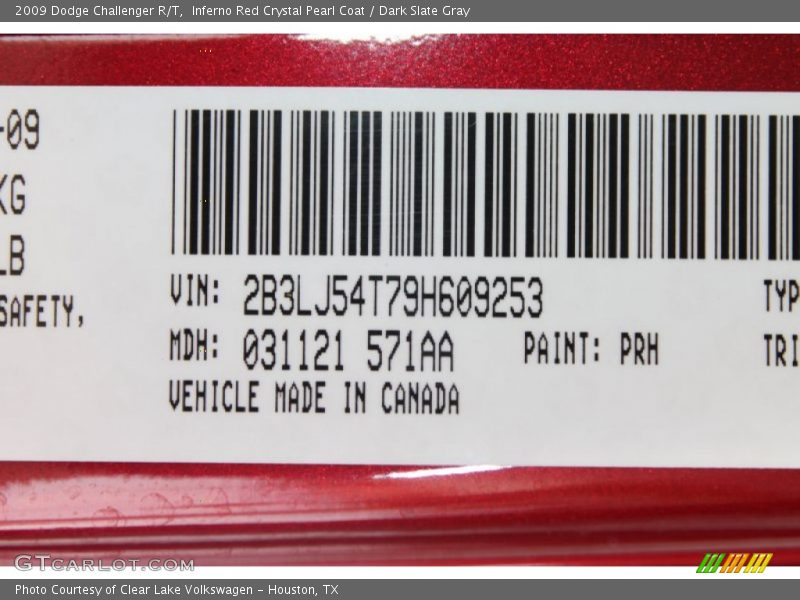 2009 Dodge Challenger R/T,  Inferno Red Crystal Pearl Coat / Dark Slate Gray
-09
KG
LB
SAFETY,
VIN: 2B3LJ54T79H609253
TYP
MDH: 031121 571AA
PAINT: PRH
TRI
VEHICLE MADE IN CANADA
GTCARLOT.COM
Photo Courtesy of Clear Lake Volkswagen – Houston, TX